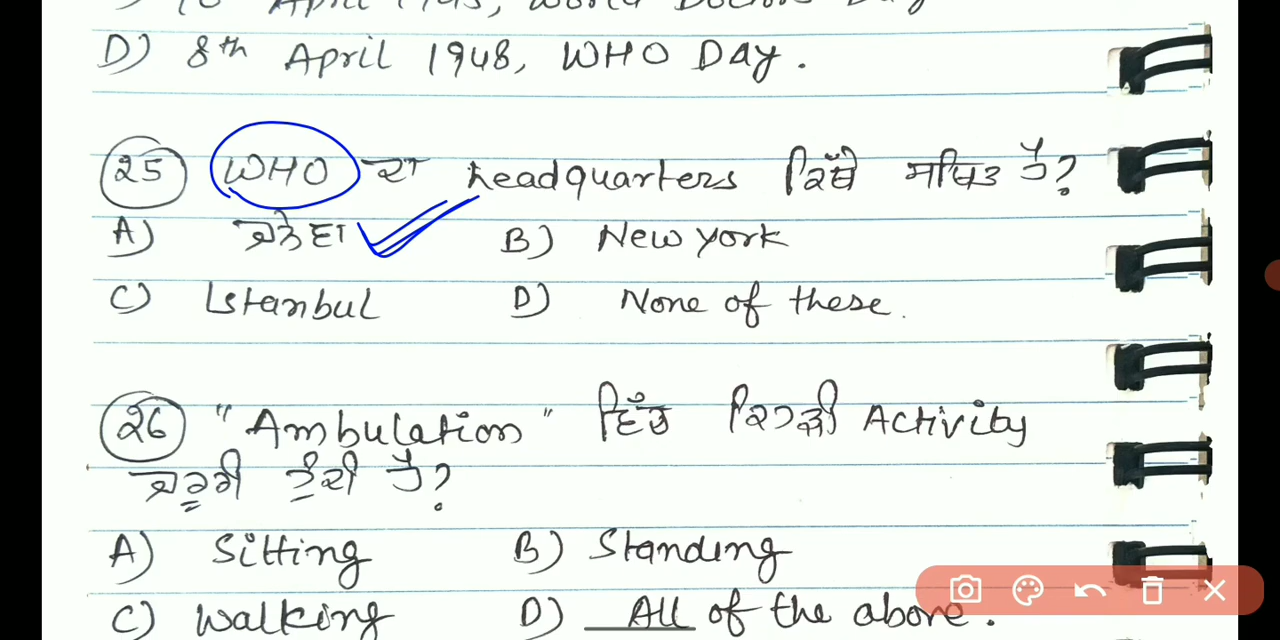 D) 8th April 1948, WHO Day.
25 WHO ਦਾ headquarters ਕਿੱਥੇ ਸਥਿਤ ਹੈ?
A) ਜਨੇਵਾ B) New York
C) Istanbul D) None of these.
26 "Ambulation" ਵਿੱਚ ਕਿਹੜੀ Activity
ਜ਼ਰੂਰੀ ਹੁੰਦੀ ਹੈ?
A) Sitting B) Standing
C) Walking D) All of the above.